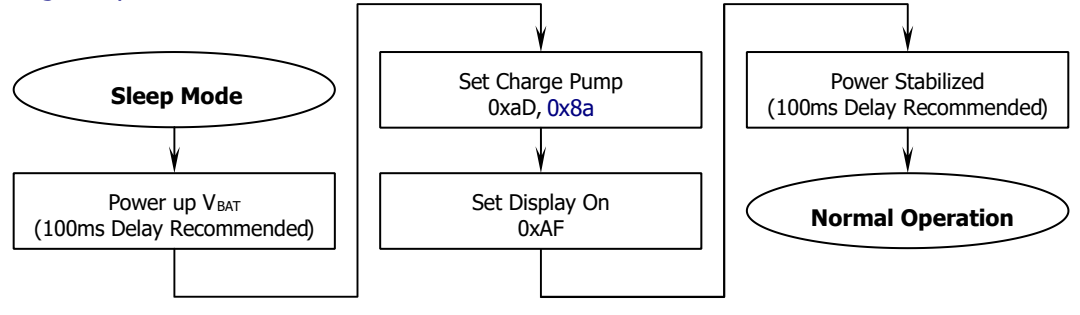 Sleep Mode
Power up VBAT
(100ms Delay Recommended)
Set Charge Pump
0xaD, 0x8a
Set Display On
0xAF
Power Stabilized
(100ms Delay Recommended)
Normal Operation